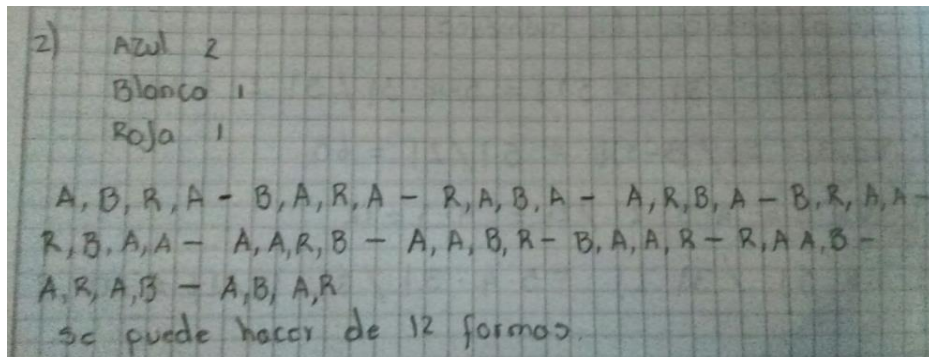 2) Azul 2
Blanco 1
Roja 1
A, B, R, A - B, A, R, A - R, A, B, A - A, R, B, A - B, R, A, A -
R, B, A, A - A, A, R, B - A, A, B, R - B, A, A, R - R, A A, B -
A, R, A, B - A, B, A, R
se puede hacer de 12 formas.